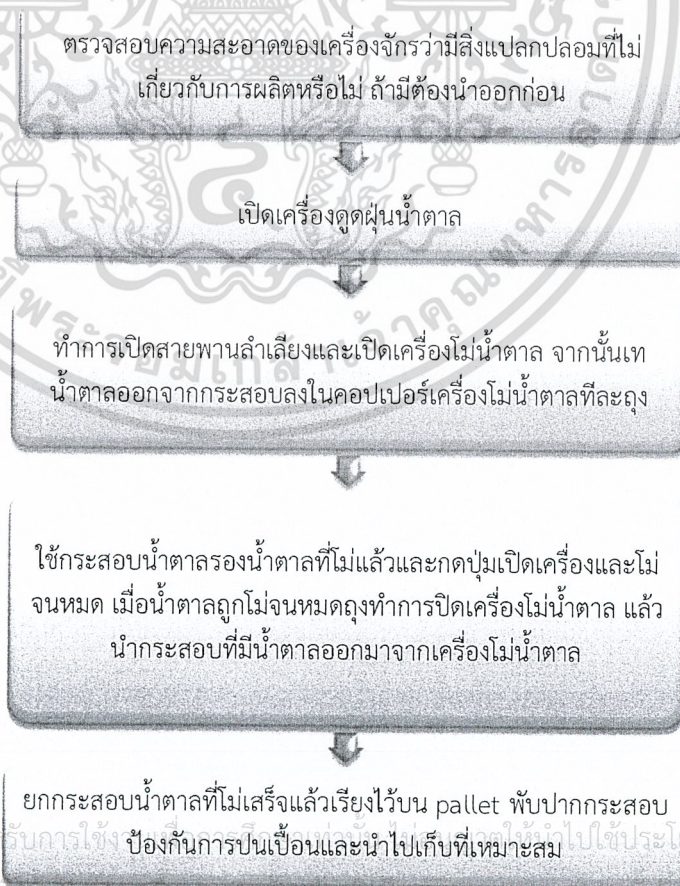 ตรวจสอบความสะอาดของเครื่องจักรว่ามีสิ่งแปลกปลอมที่ไม่
เกี่ยวกับการผลิตหรือไม่ ถ้ามีต้องนำออกก่อน
เปิดเครื่องดูดฝุ่นน้ำตาล
ทำการเปิดสายพานลำเลียงและเปิดเครื่องโม่น้ำตาล จากนั้นเท
น้ำตาลออกจากกระสอบลงในคอปเปอร์เครื่องโม่น้ำตาลทีละถุง
ใช้กระสอบน้ำตาลรองน้ำตาลที่โม่แล้วและกดปุ่มเปิดเครื่องและโม่
จนหมด เมื่อน้ำตาลถูกโม่จนหมดถุงทำการปิดเครื่องโม่น้ำตาล แล้ว
นำกระสอบที่มีน้ำตาลออกมาจากเครื่องโม่น้ำตาล
ยกกระสอบน้ำตาลที่โม่เสร็จแล้วเรียงไว้บน pallet พับปากกระสอบ
ป้องกันการปนเปื้อนและนำไปเก็บที่เหมาะสม